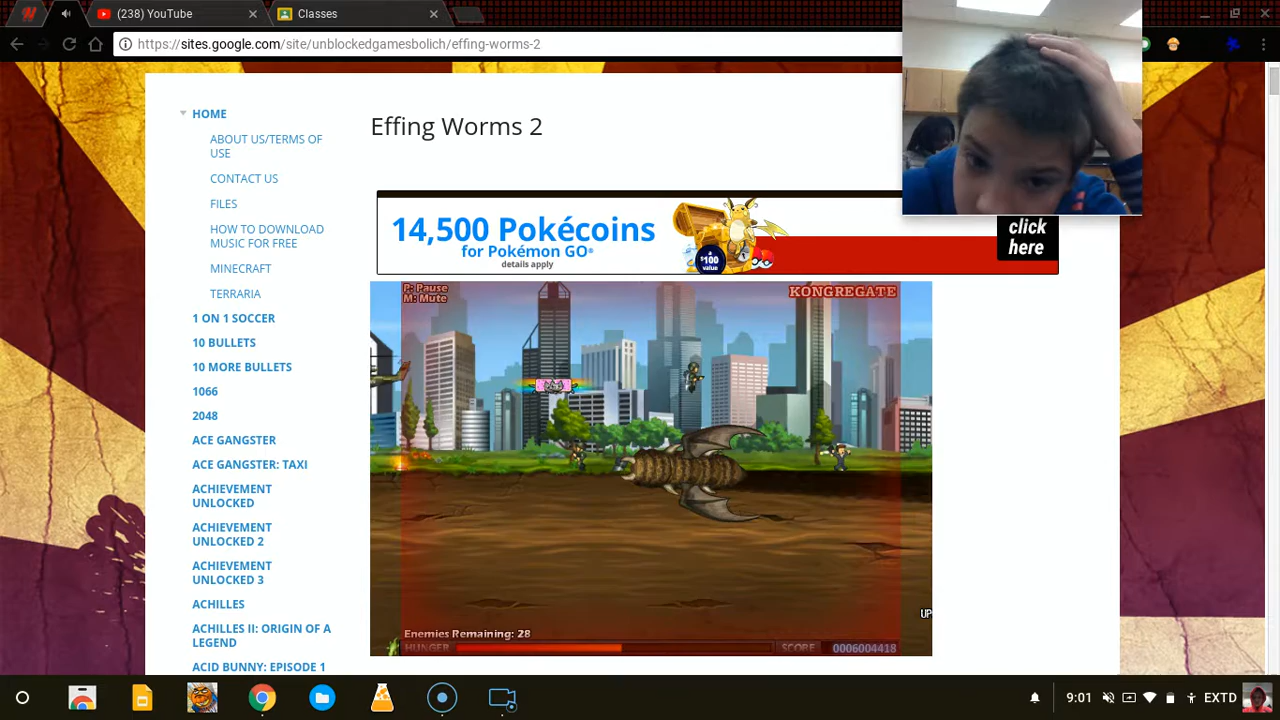 (238) YouTube
Classes
https://sites.google.com/site/unblockedgamesbolich/effing-worms-2
HOME
ABOUT US/TERMS OF
USE
CONTACT US
FILES
HOW TO DOWNLOAD
MUSIC FOR FREE
MINECRAFT
TERRARIA
1 ON 1 SOCCER
10 BULLETS
10 MORE BULLETS
1066
2048
ACE GANGSTER
ACE GANGSTER: TAXI
ACHIEVEMENT
UNLOCKED
ACHIEVEMENT
UNLOCKED 2
ACHIEVEMENT
UNLOCKED 3
ACHILLES
ACHILLES II: ORIGIN OF A
LEGEND
ACID BUNNY: EPISODE 1
Effing Worms 2
14,500 Pokécoins
for Pokémon GO®
details apply
a
$100
value
click
here
P: Pause
M: Mute
KONGREGATE
UP
Enemies Remaining: 28
HUNGER
SCORE 0006004418
9:01
EXTD